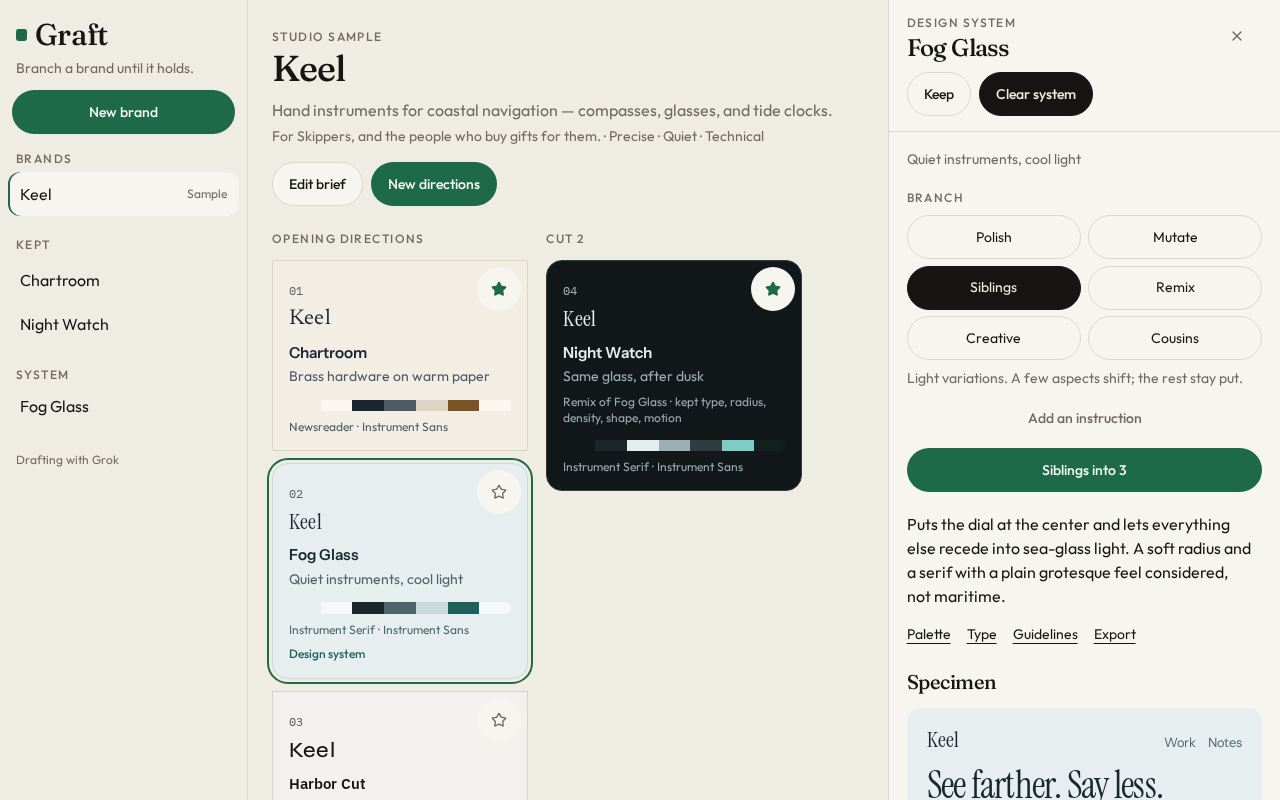 Graft
Branch a brand until it holds.
New brand
BRANDS
Keel
Sample
KEPT
Chartroom
Night Watch
SYSTEM
Fog Glass
Drafting with Grok
STUDIO SAMPLE
Keel
Hand instruments for coastal navigation — compasses, glasses, and tide clocks.
For Skippers, and the people who buy gifts for them. · Precise · Quiet · Technical
Edit brief
New directions
OPENING DIRECTIONS
01
Keel
Chartroom
Brass hardware on warm paper
Newsreader · Instrument Sans
02
Keel
Fog Glass
Quiet instruments, cool light
Instrument Serif · Instrument Sans
Design system
03
Keel
Harbor Cut
CUT 2
04
Keel
Night Watch
Same glass, after dusk
Remix of Fog Glass · kept type, radius,
density, shape, motion
Instrument Serif · Instrument Sans
DESIGN SYSTEM
Fog Glass
Keep
Clear system
Quiet instruments, cool light
BRANCH
Polish
Mutate
Siblings
Remix
Creative
Cousins
Light variations. A few aspects shift; the rest stay put.
Add an instruction
Siblings into 3
Puts the dial at the center and lets everything
else recede into sea-glass light. A soft radius and
a serif with a plain grotesque feel considered,
not maritime.
Palette Type Guidelines Export
Specimen
Keel
Work Notes
See farther. Say less.